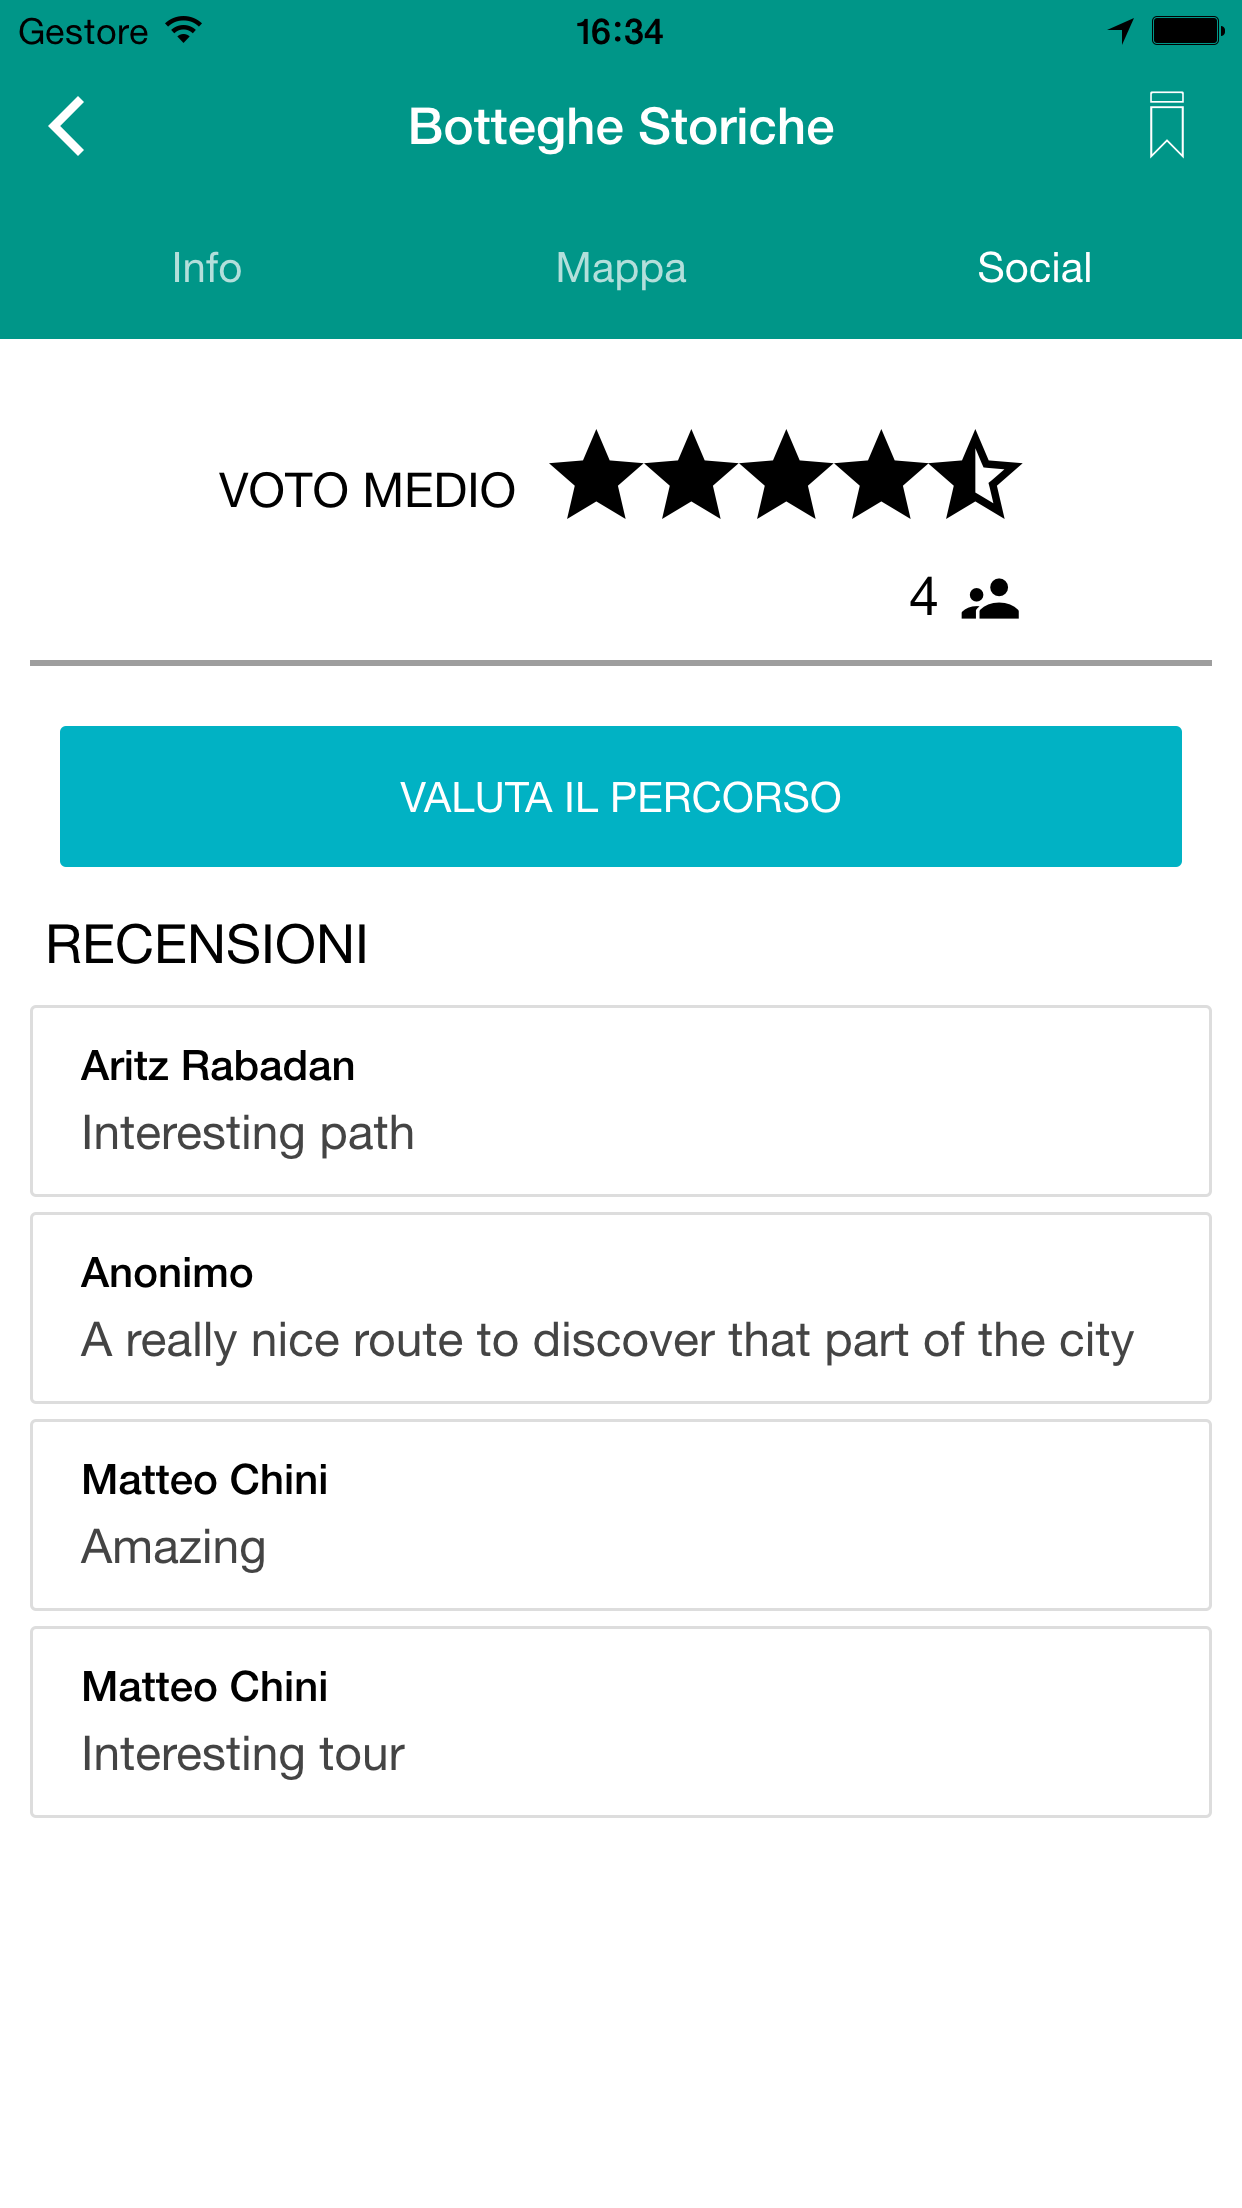 Gestore 16:34
Botteghe Storiche
Info Mappa Social
VOTO MEDIO
4
VALUTA IL PERCORSO
RECENSIONI
Aritz Rabadan
Interesting path
Anonimo
A really nice route to discover that part of the city
Matteo Chini
Amazing
Matteo Chini
Interesting tour